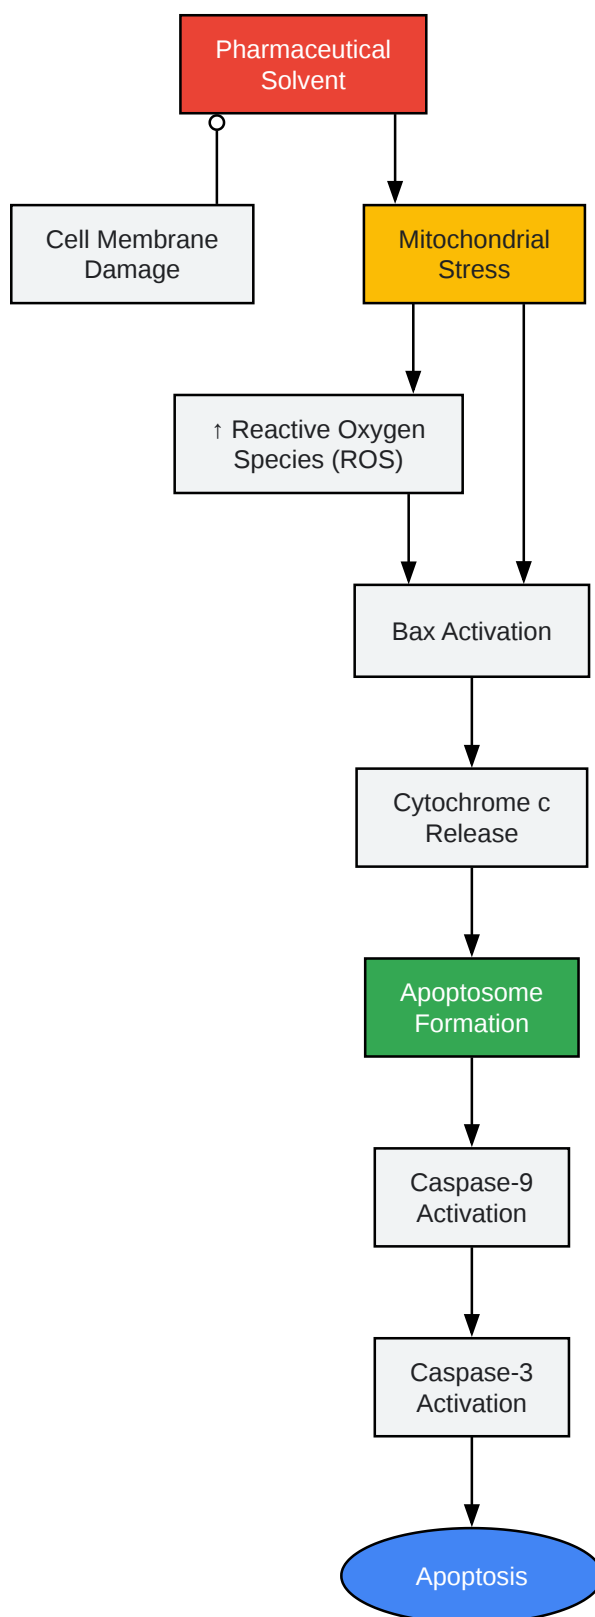 Pharmaceutical
Solvent
Cell Membrane
Damage
Mitochondrial
Stress
↑ Reactive Oxygen
Species (ROS)
Bax Activation
Cytochrome c
Release
Apoptosome
Formation
Caspase-9
Activation
Caspase-3
Activation
Apoptosis